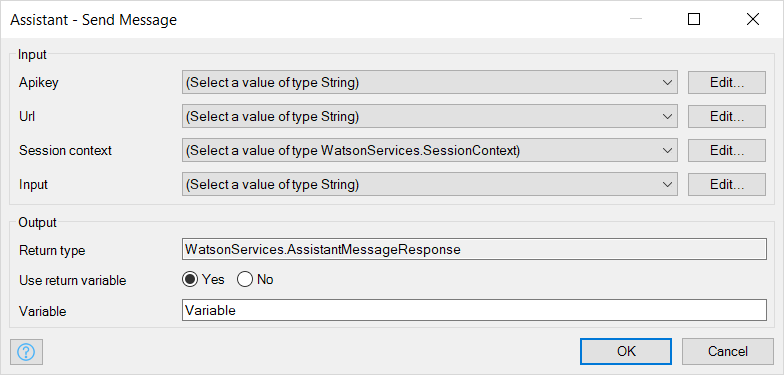 Assistant - Send Message
Input
Apikey (Select a value of type String) Edit...
Url (Select a value of type String) Edit...
Session context (Select a value of type WatsonServices.SessionContext) Edit...
Input (Select a value of type String) Edit...
Output
Return type WatsonServices.AssistantMessageResponse
Use return variable Yes No
Variable Variable
? OK Cancel